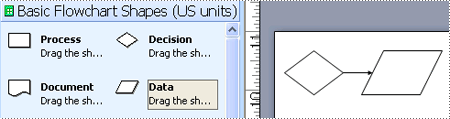 Basic Flowchart Shapes (US units)
Process
Drag the sh...
Decision
Drag the sh...
Document
Drag the sh...
Data
Drag the sh...